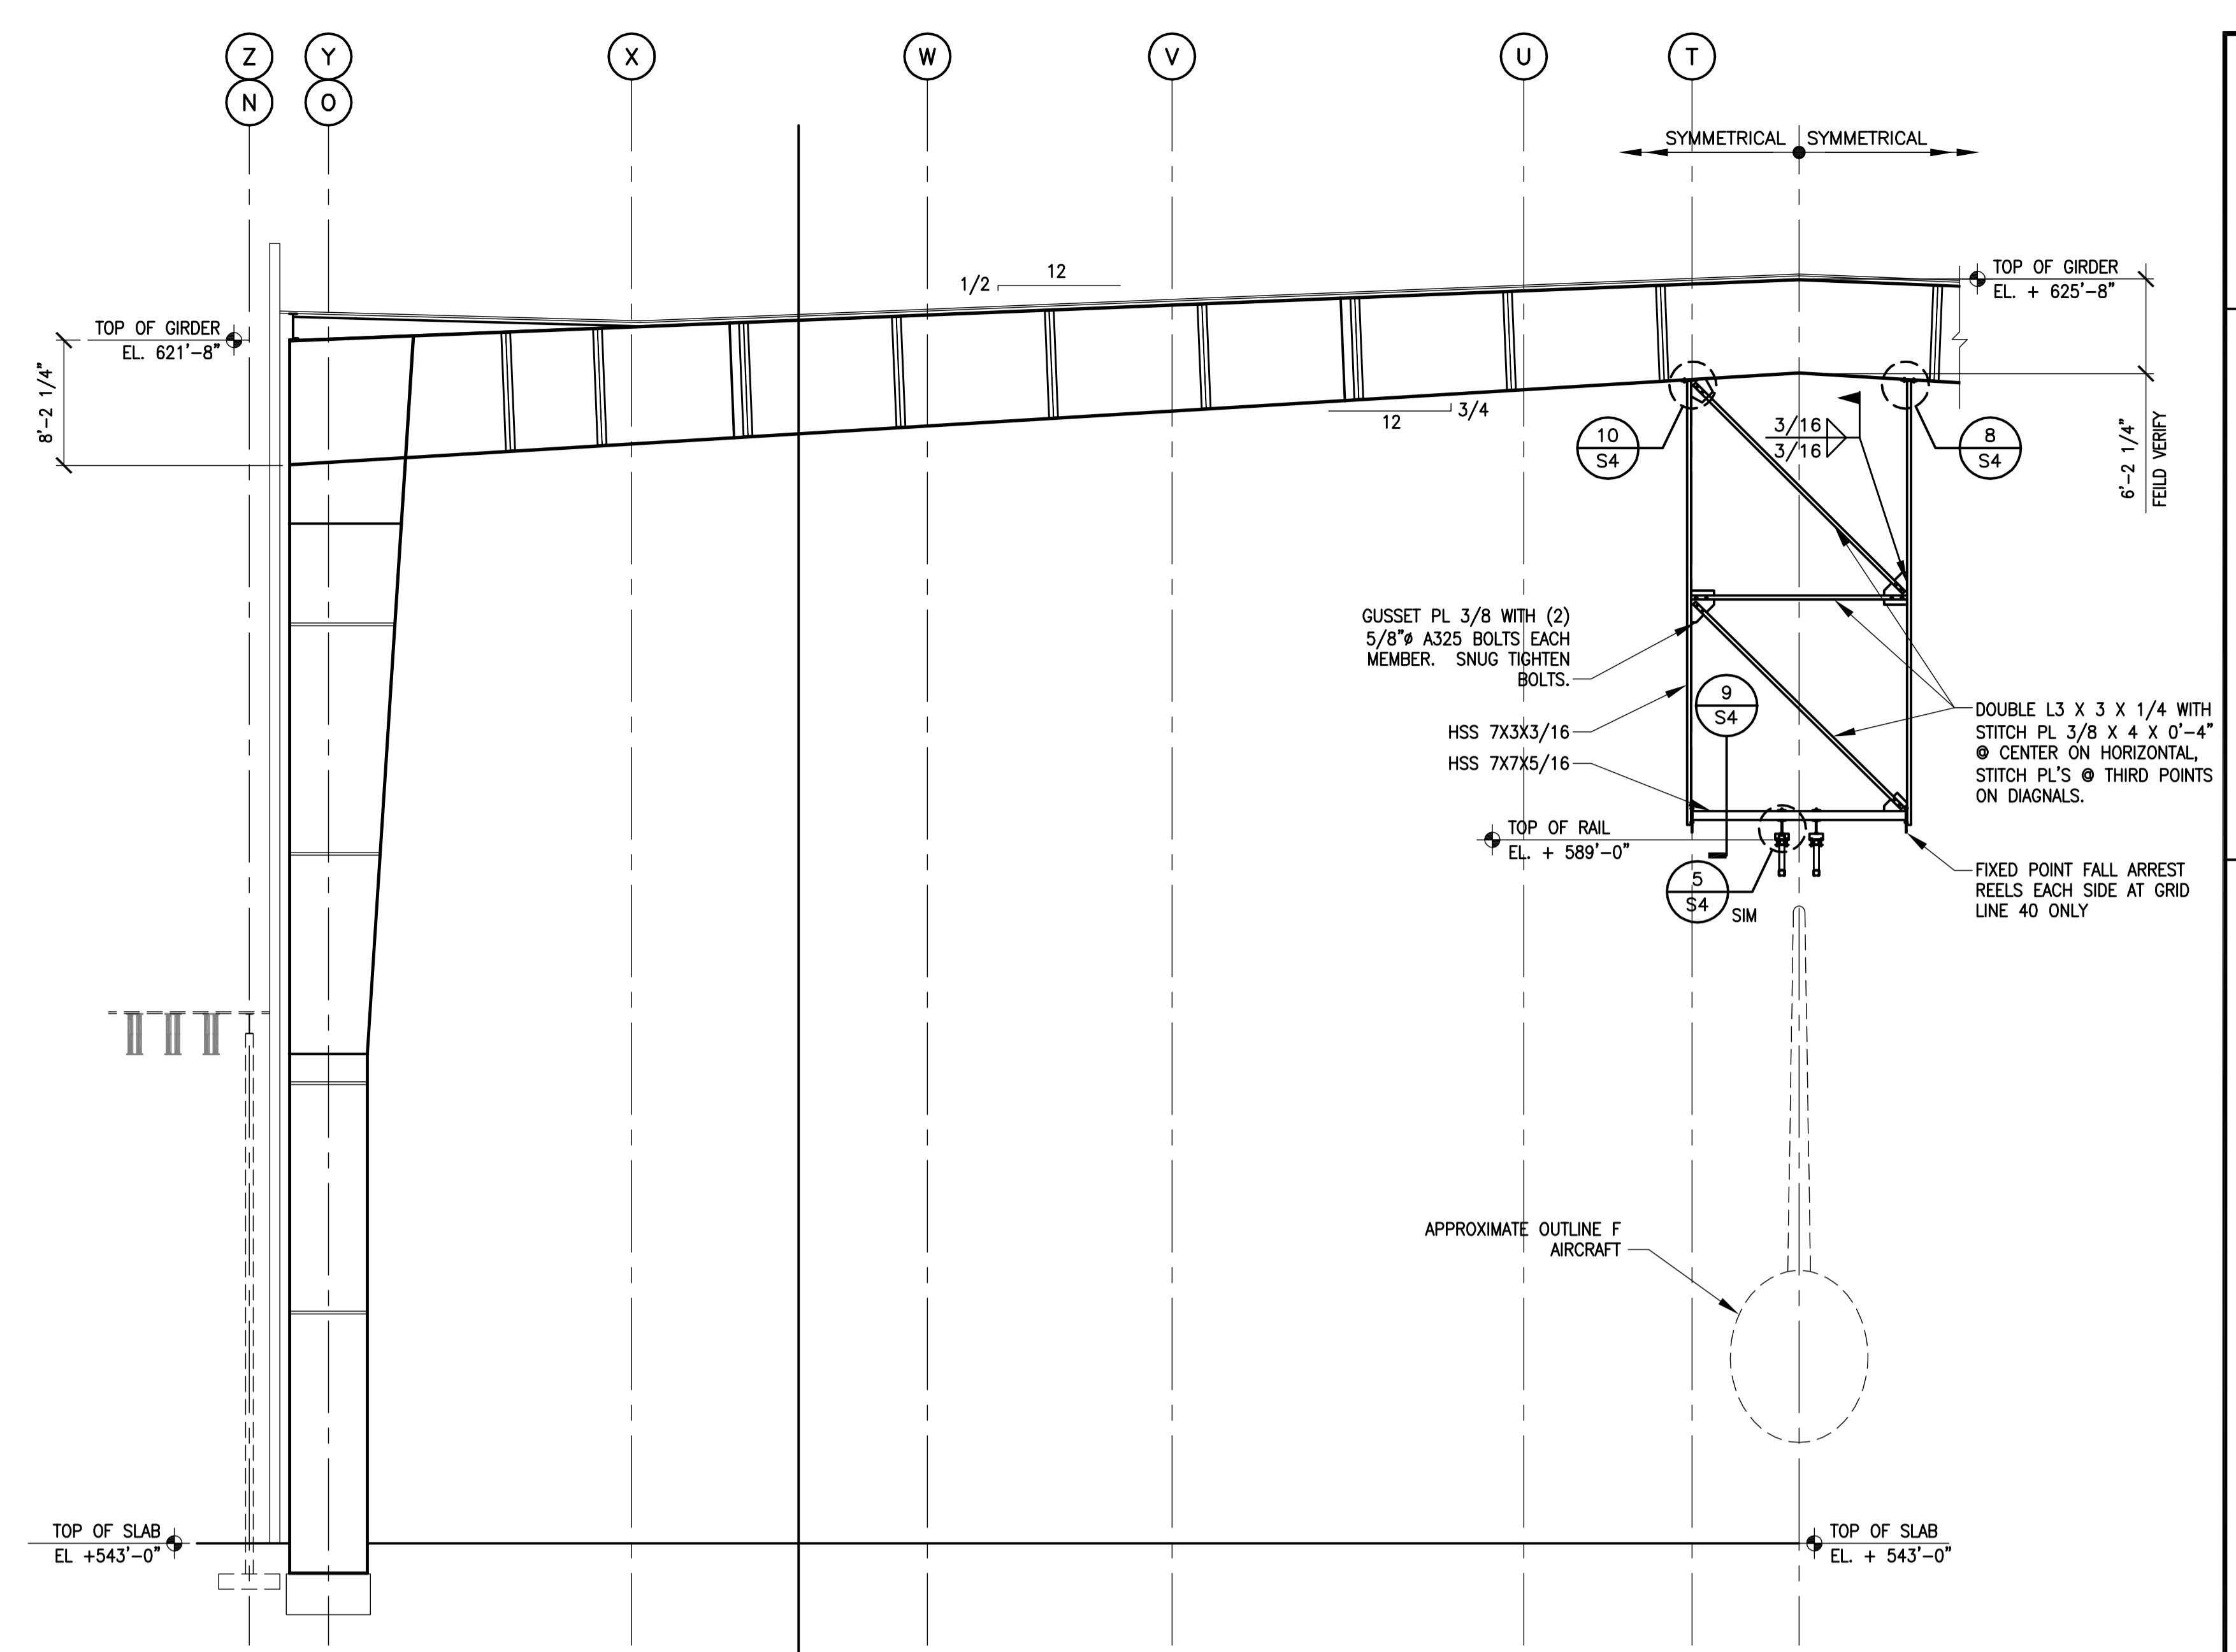 Z Y X W V U T
N O
SYMMETRICAL SYMMETRICAL
TOP OF GIRDER
EL. + 625'-8"
12
1/2
TOP OF GIRDER
EL. 621'-8"
8'-2 1/4"
12
3/4
10
S4
3/16
3/16
8
S4
6'-2 1/4"
FEILD VERIFY
GUSSET PL 3/8 WITH (2)
5/8"ø A325 BOLTS EACH
MEMBER. SNUG TIGHTEN
BOLTS.
9
S4
HSS 7X3X3/16
HSS 7X7X5/16
DOUBLE L3 X 3 X 1/4 WITH
STITCH PL 3/8 X 4 X 0'-4"
@ CENTER ON HORIZONTAL,
STITCH PL'S @ THIRD POINTS
ON DIAGNALS.
TOP OF RAIL
EL. + 589'-0"
5
S4
SIM
FIXED POINT FALL ARREST
REELS EACH SIDE AT GRID
LINE 40 ONLY
APPROXIMATE OUTLINE F
AIRCRAFT
TOP OF SLAB
EL +543'-0"
TOP OF SLAB
EL. + 543'-0"